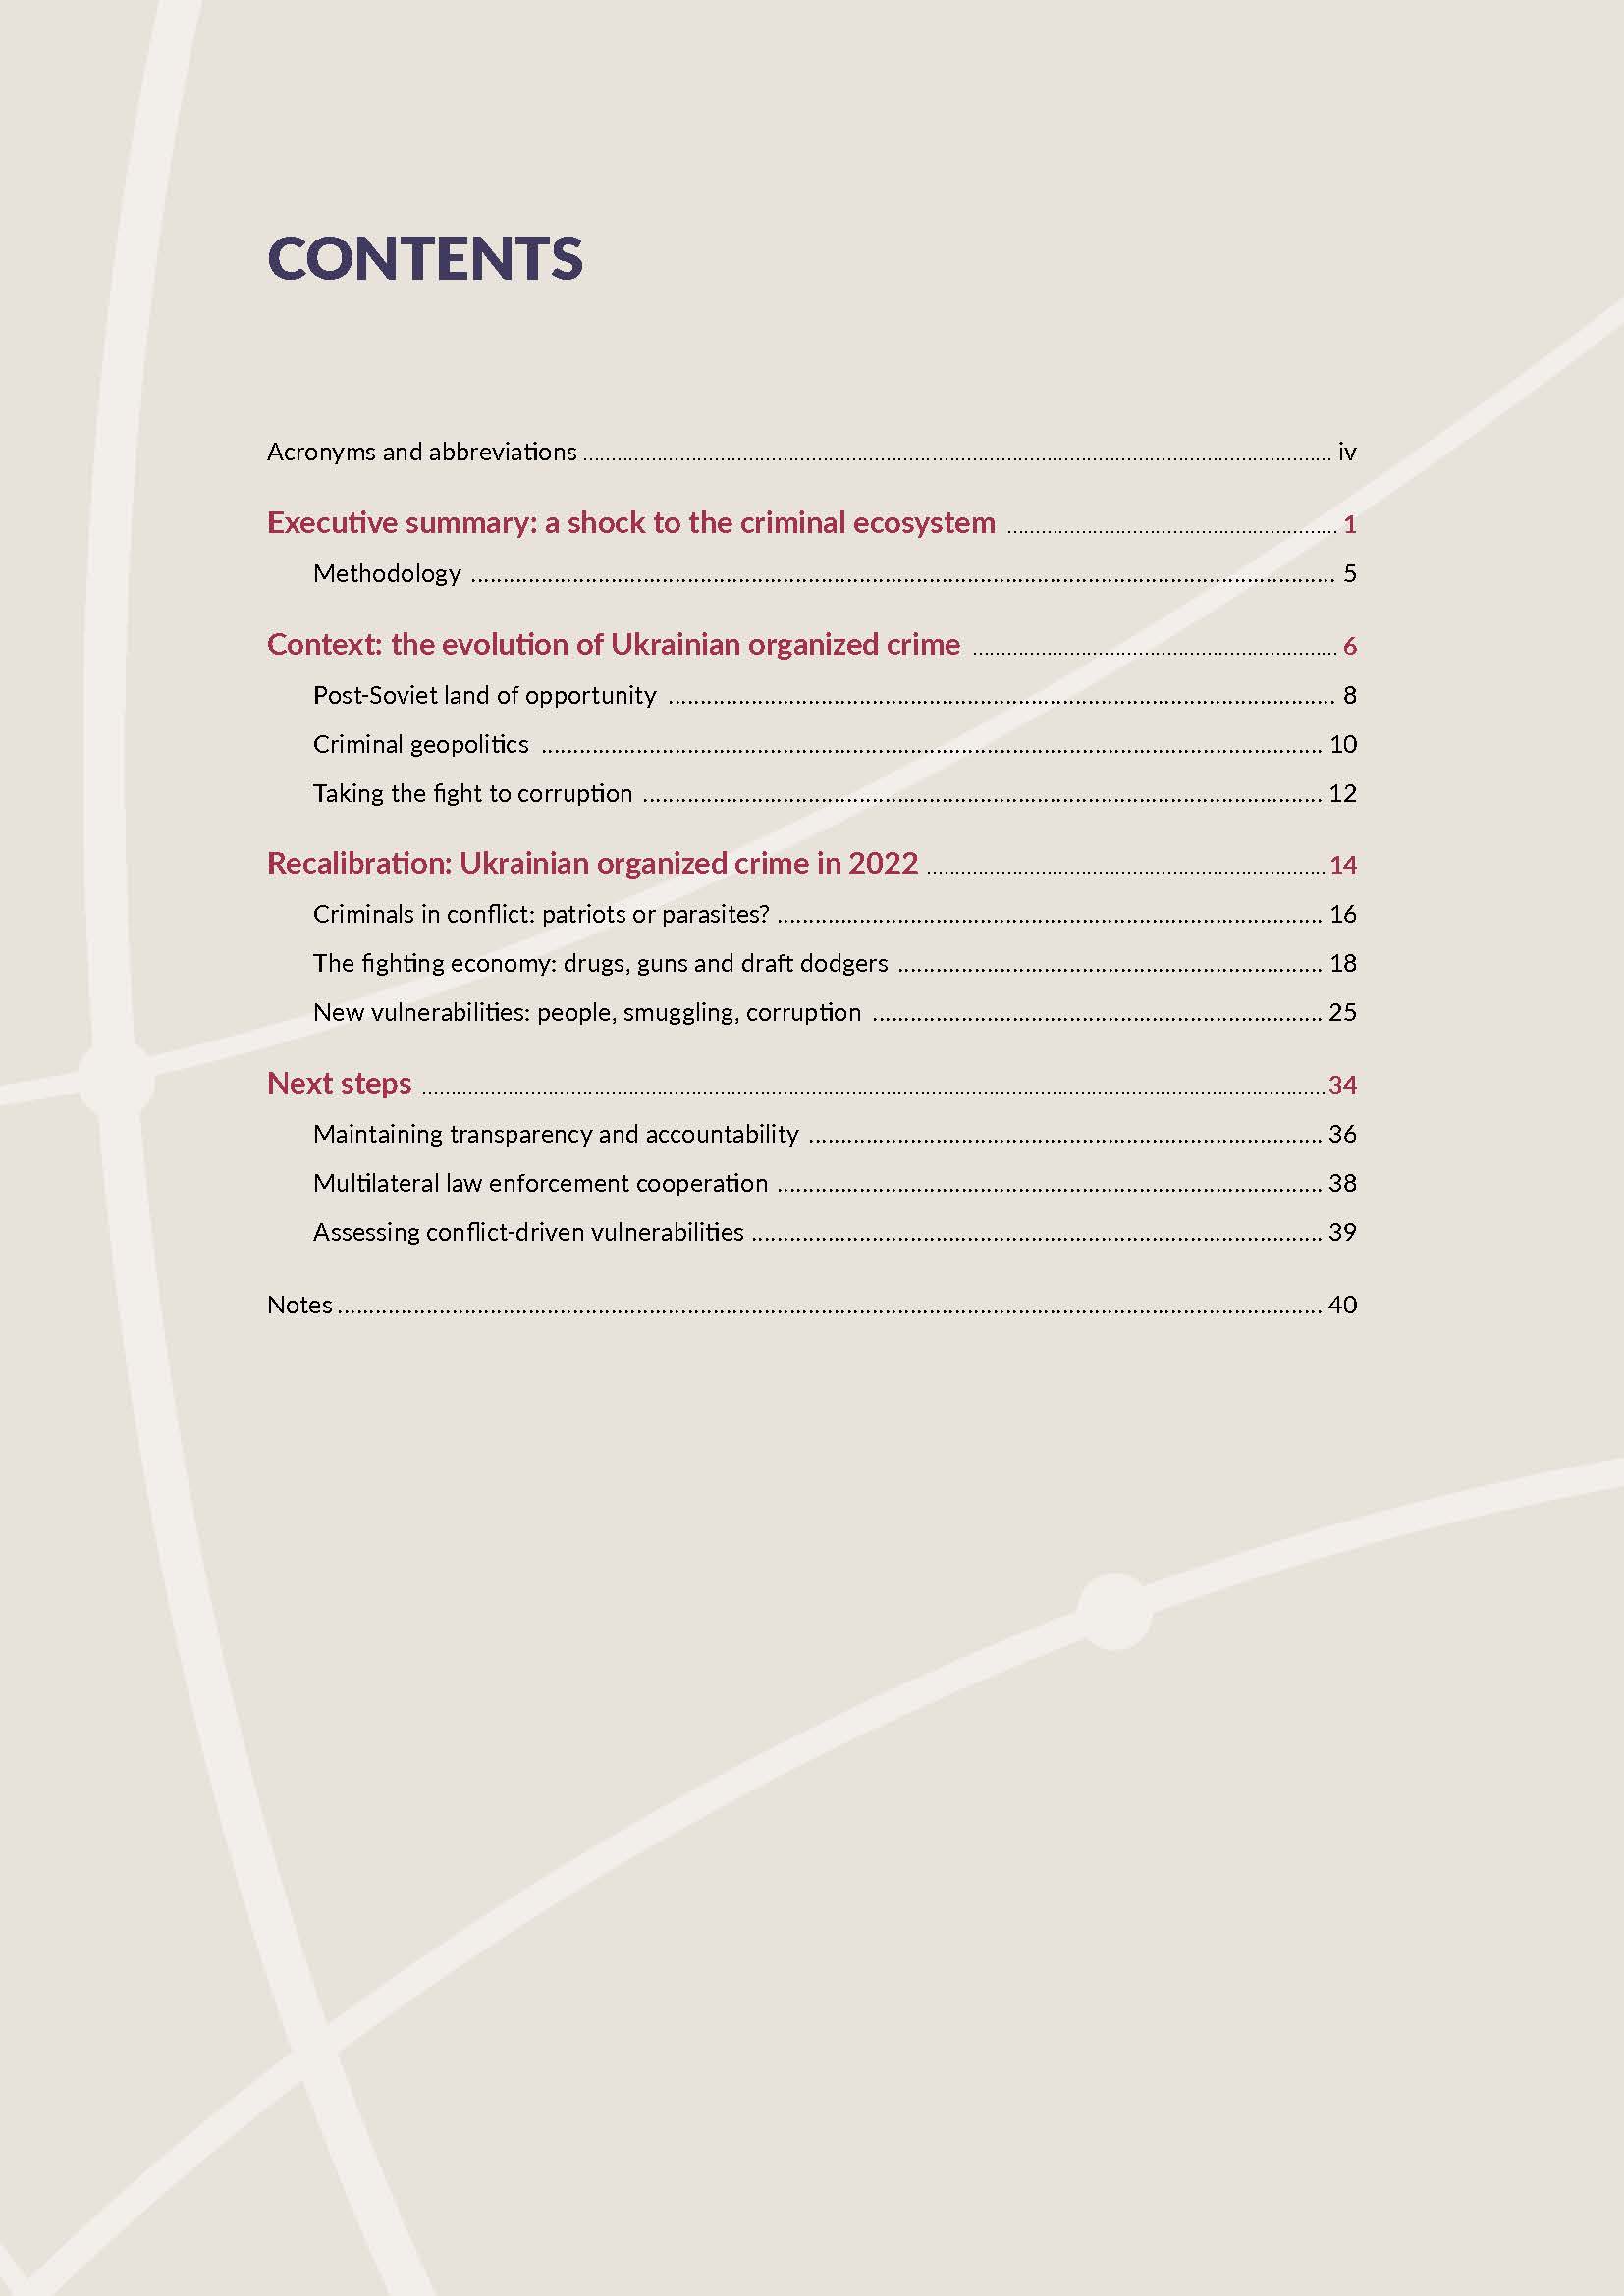 CONTENTS
Acronyms and abbreviations ........ iv
Executive summary: a shock to the criminal ecosystem ........ 1
Methodology ........ 5
Context: the evolution of Ukrainian organized crime ........ 6
Post-Soviet land of opportunity ........ 8
Criminal geopolitics ........ 10
Taking the fight to corruption ........ 12
Recalibration: Ukrainian organized crime in 2022 ........ 14
Criminals in conflict: patriots or parasites? ........ 16
The fighting economy: drugs, guns and draft dodgers ........ 18
New vulnerabilities: people, smuggling, corruption ........ 25
Next steps ........ 34
Maintaining transparency and accountability ........ 36
Multilateral law enforcement cooperation ........ 38
Assessing conflict-driven vulnerabilities ........ 39
Notes ........ 40